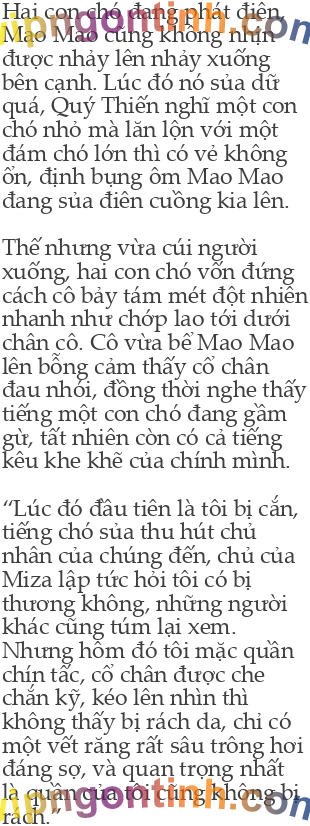 Hai con chó đang phát điên,
Mao Mao cũng không nhịn
được nhảy lên nhảy xuống
bên cạnh. Lúc đó nó sủa dữ
quá, Quý Thiến nghĩ một con
chó nhỏ mà lăn lộn với một
đám chó lớn thì có vẻ không
ổn, định bụng ôm Mao Mao
đang sủa điên cuồng kia lên.
Thế nhưng vừa cúi người
xuống, hai con chó vốn đứng
cách cô bảy tám mét đột nhiên
nhanh như chớp lao tới dưới
chân cô. Cô vừa bế Mao Mao
lên bỗng cảm thấy cổ chân
đau nhói, đồng thời nghe thấy
tiếng một con chó đang gầm
gừ, tất nhiên còn có cả tiếng
kêu khe khẽ của chính mình.
“Lúc đó đầu tiên là tôi bị cắn,
tiếng chó sủa thu hút chủ
nhân của chúng đến, chủ của
Miza lập tức hỏi tôi có bị
thương không, những người
khác cũng túm lại xem.
Nhưng hôm đó tôi mặc quần
chín tấc, cổ chân được che
chắn kỹ, kéo lên nhìn thì
không thấy bị rách da, chỉ có
một vết răng rất sâu trông hơi
đáng sợ, và quan trọng nhất
là quần của tôi cũng không bị
rách.”
vipngontinh.com
vipngontinh.com